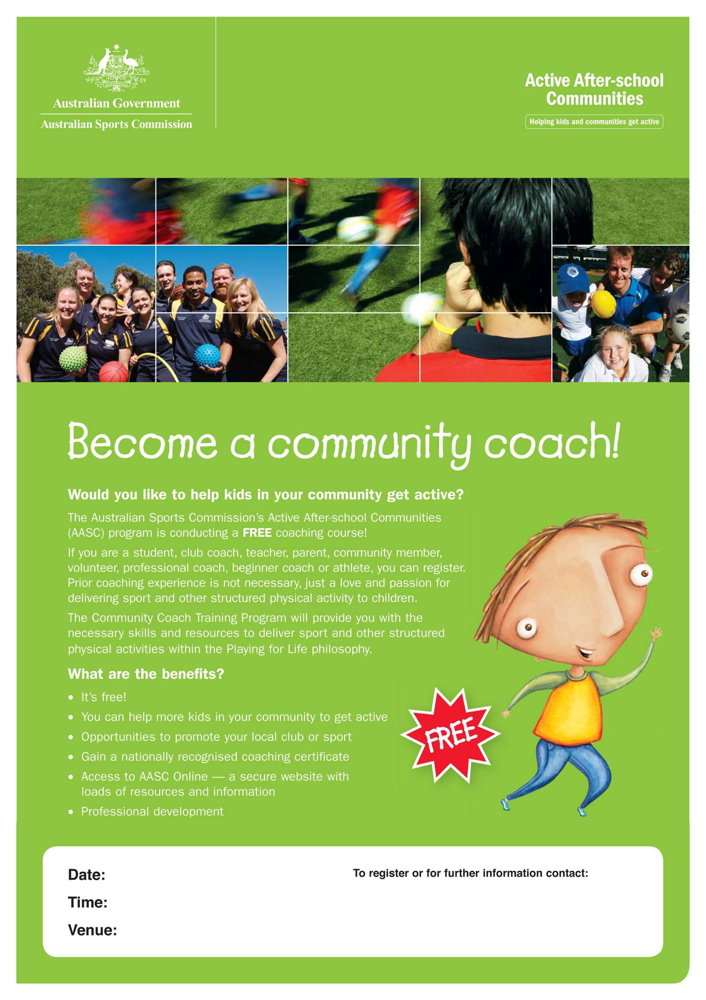 AUSTRALIA
Australian Government
Australian Sports Commission
Active After-school
Communities
Helping kids and communities get active
Become a community coach!
Would you like to help kids in your community get active?
The Australian Sports Commission’s Active After-school Communities
(AASC) program is conducting a FREE coaching course!
If you are a student, club coach, teacher, parent, community member,
volunteer, professional coach, beginner coach or athlete, you can register.
Prior coaching experience is not necessary, just a love and passion for
delivering sport and other structured physical activity to children.
The Community Coach Training Program will provide you with the
necessary skills and resources to deliver sport and other structured
physical activities within the Playing for Life philosophy.
What are the benefits?
• It’s free!
• You can help more kids in your community to get active
• Opportunities to promote your local club or sport
• Gain a nationally recognised coaching certificate
• Access to AASC Online — a secure website with
loads of resources and information
• Professional development
FREE
Date:
Time:
Venue:
To register or for further information contact: